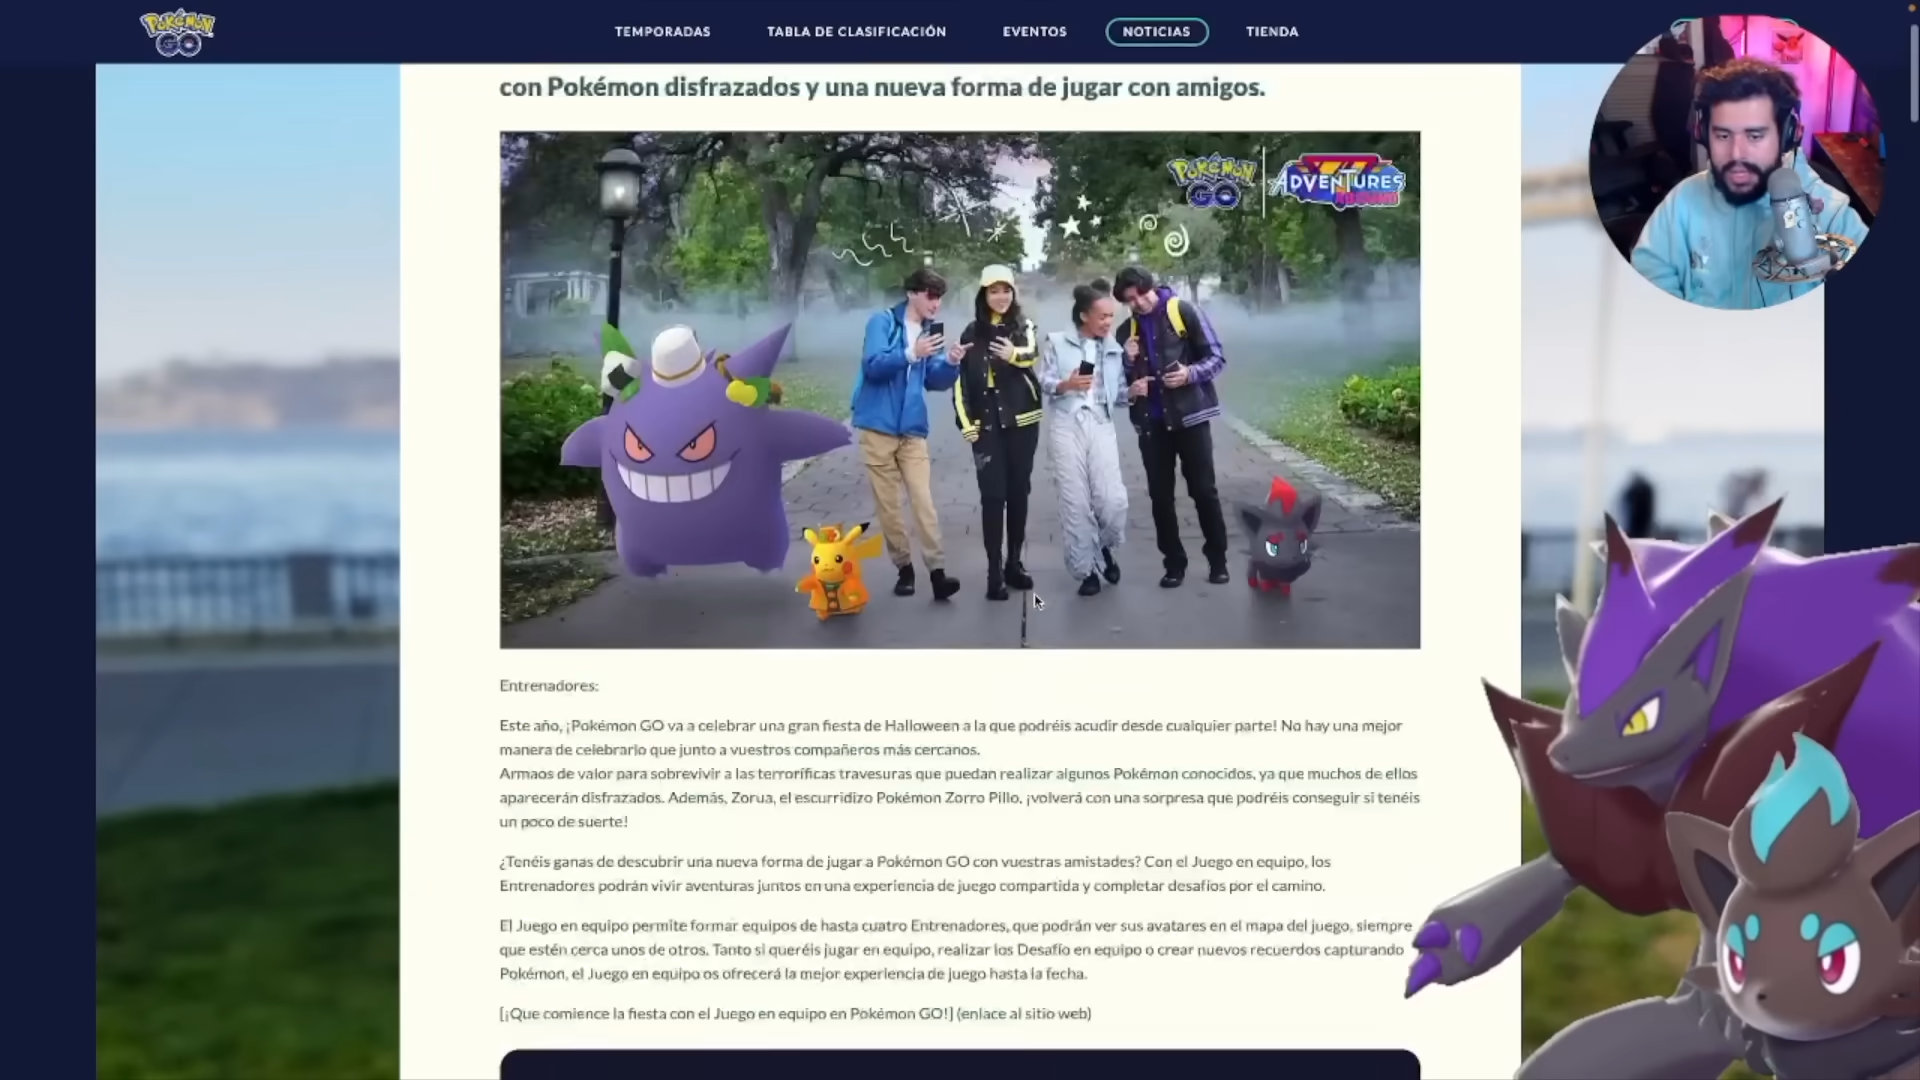 POKÉMON GO
TEMPORADAS
TABLA DE CLASIFICACIÓN
EVENTOS
NOTICIAS
TIENDA
con Pokémon disfrazados y una nueva forma de jugar con amigos.
POKÉMON GO
ADVENTURES ABOUND
Entrenadores:
Este año, ¡Pokémon GO va a celebrar una gran fiesta de Halloween a la que podréis acudir desde cualquier parte! No hay una mejor
manera de celebrarlo que junto a vuestros compañeros más cercanos.
Armaos de valor para sobrevivir a las terroríficas travesuras que puedan realizar algunos Pokémon conocidos, ya que muchos de ellos
aparecerán disfrazados. Además, Zorua, el escurridizo Pokémon Zorro Pillo, ¡volverá con una sorpresa que podréis conseguir si tenéis
un poco de suerte!
¿Tenéis ganas de descubrir una nueva forma de jugar a Pokémon GO con vuestras amistades? Con el Juego en equipo, los
Entrenadores podrán vivir aventuras juntos en una experiencia de juego compartida y completar desafíos por el camino.
El Juego en equipo permite formar equipos de hasta cuatro Entrenadores, que podrán ver sus avatares en el mapa del juego, siempre
que estén cerca unos de otros. Tanto si queréis jugar en equipo, realizar los Desafío en equipo o crear nuevos recuerdos capturando
Pokémon, el Juego en equipo os ofrecerá la mejor experiencia de juego hasta la fecha.
[¡Que comience la fiesta con el Juego en equipo en Pokémon GO!] (enlace al sitio web)